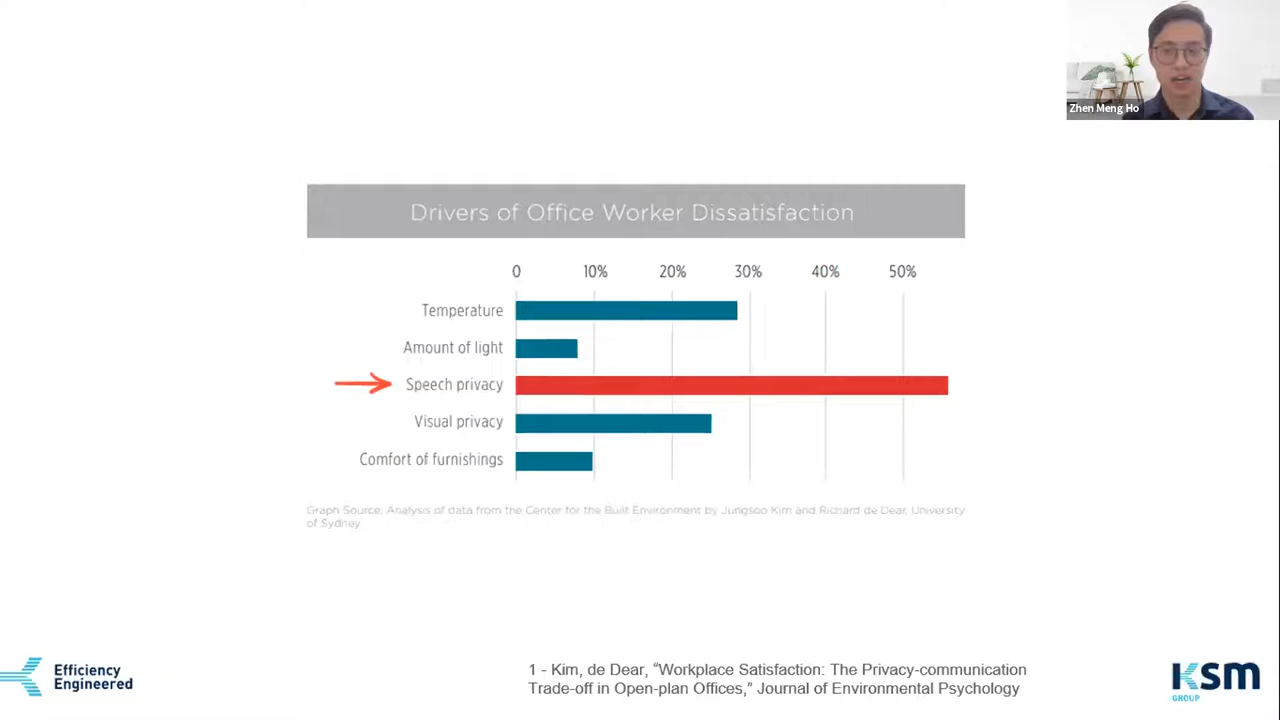 Zhen Meng Ho
Drivers of Office Worker Dissatisfaction
0 10% 20% 30% 40% 50%
Temperature
Amount of light
Speech privacy
Visual privacy
Comfort of furnishings
Graph Source: Analysis of data from the Center for the Built Environment by Jungsoo Kim and Richard de Dear, University
of Sydney
1 - Kim, de Dear, “Workplace Satisfaction: The Privacy-communication
Trade-off in Open-plan Offices,” Journal of Environmental Psychology
Efficiency
Engineered
KSM
GROUP